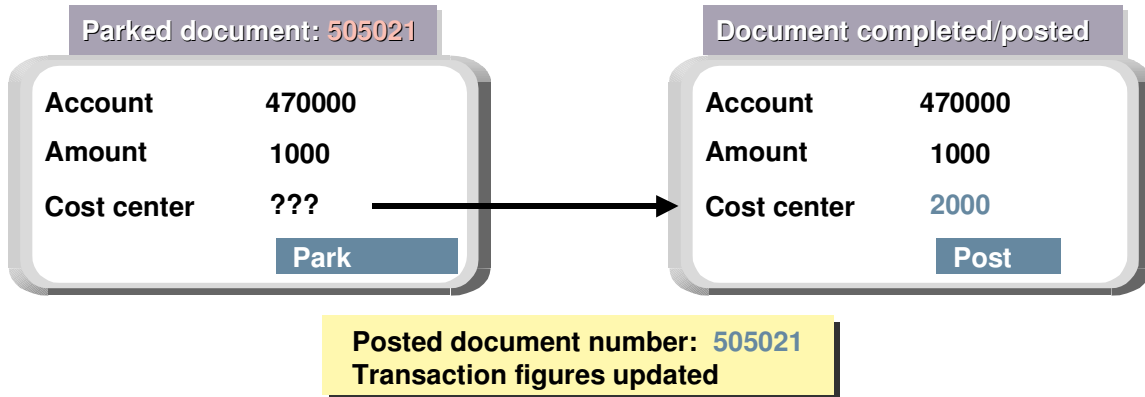 Parked document: 505021
Account 470000
Amount 1000
Cost center ???
Park
Document completed/posted
Account 470000
Amount 1000
Cost center 2000
Post
Posted document number: 505021
Transaction figures updated